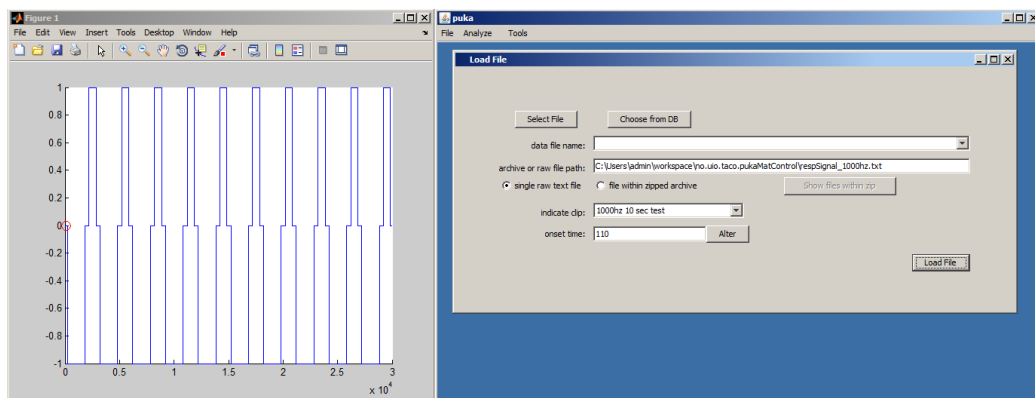 Figure 1
File Edit View Insert Tools Desktop Window Help
1
0.8
0.6
0.4
0.2
0
-0.2
-0.4
-0.6
-0.8
-1
0 0.5 1 1.5 2 2.5 3
x 10^4
puka
File Analyze Tools
Load File
Select File Choose from DB
data file name:
archive or raw file path: C:\Users\admin\workspace\no.uio.taco.pukaMatControl\respSignal_1000hz.txt
single raw text file file within zipped archive Show files within zip
indicate clip: 1000hz 10 sec test
onset time: 110 Alter
Load File